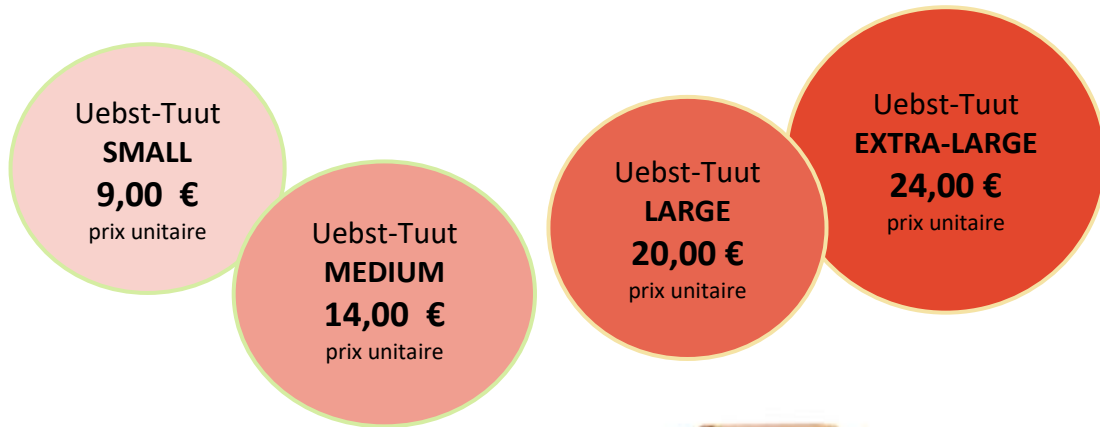 Uebst-Tuut
SMALL
9,00 €
prix unitaire
Uebst-Tuut
MEDIUM
14,00 €
prix unitaire
Uebst-Tuut
LARGE
20,00 €
prix unitaire
Uebst-Tuut
EXTRA-LARGE
24,00 €
prix unitaire